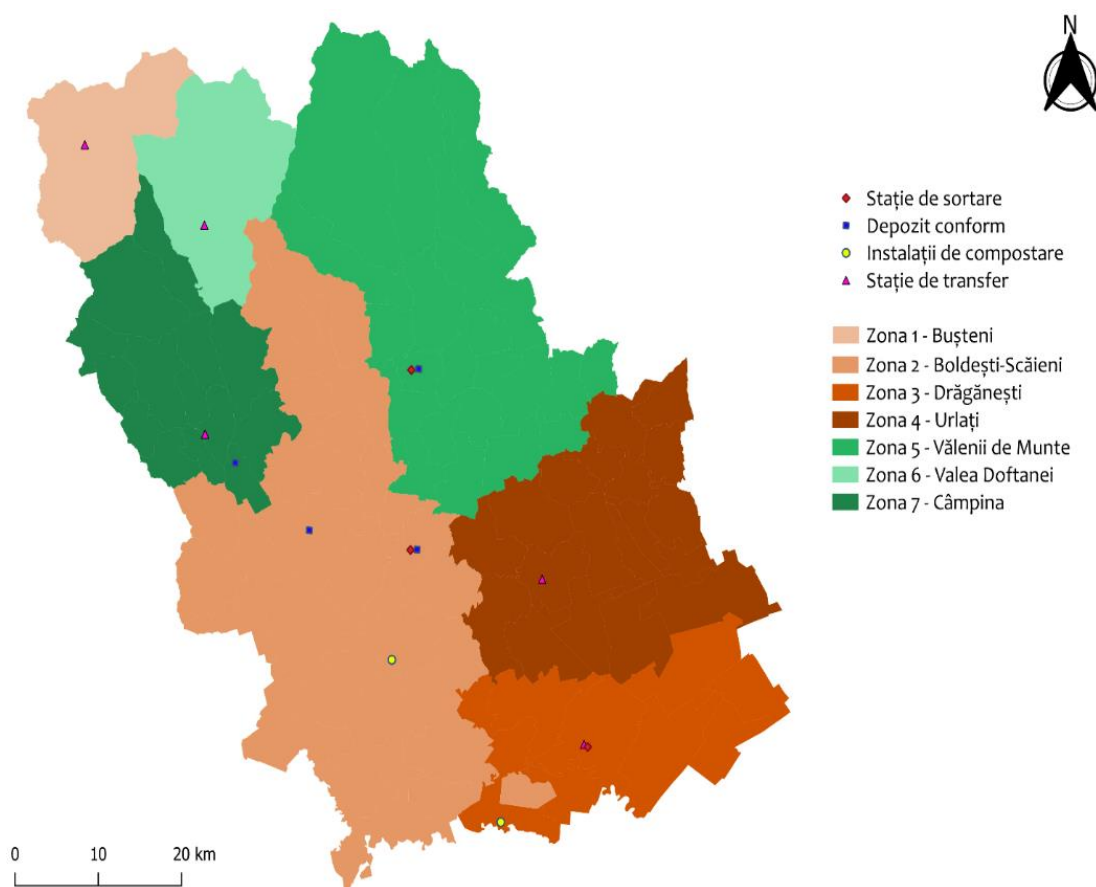 N
Stație de sortare
Depozit conform
Instalații de compostare
Stație de transfer
Zona 1 - Bușteni
Zona 2 - Boldești-Scăieni
Zona 3 - Drăgănești
Zona 4 - Urlați
Zona 5 - Vălenii de Munte
Zona 6 - Valea Doftanei
Zona 7 - Câmpina
0 10 20 km